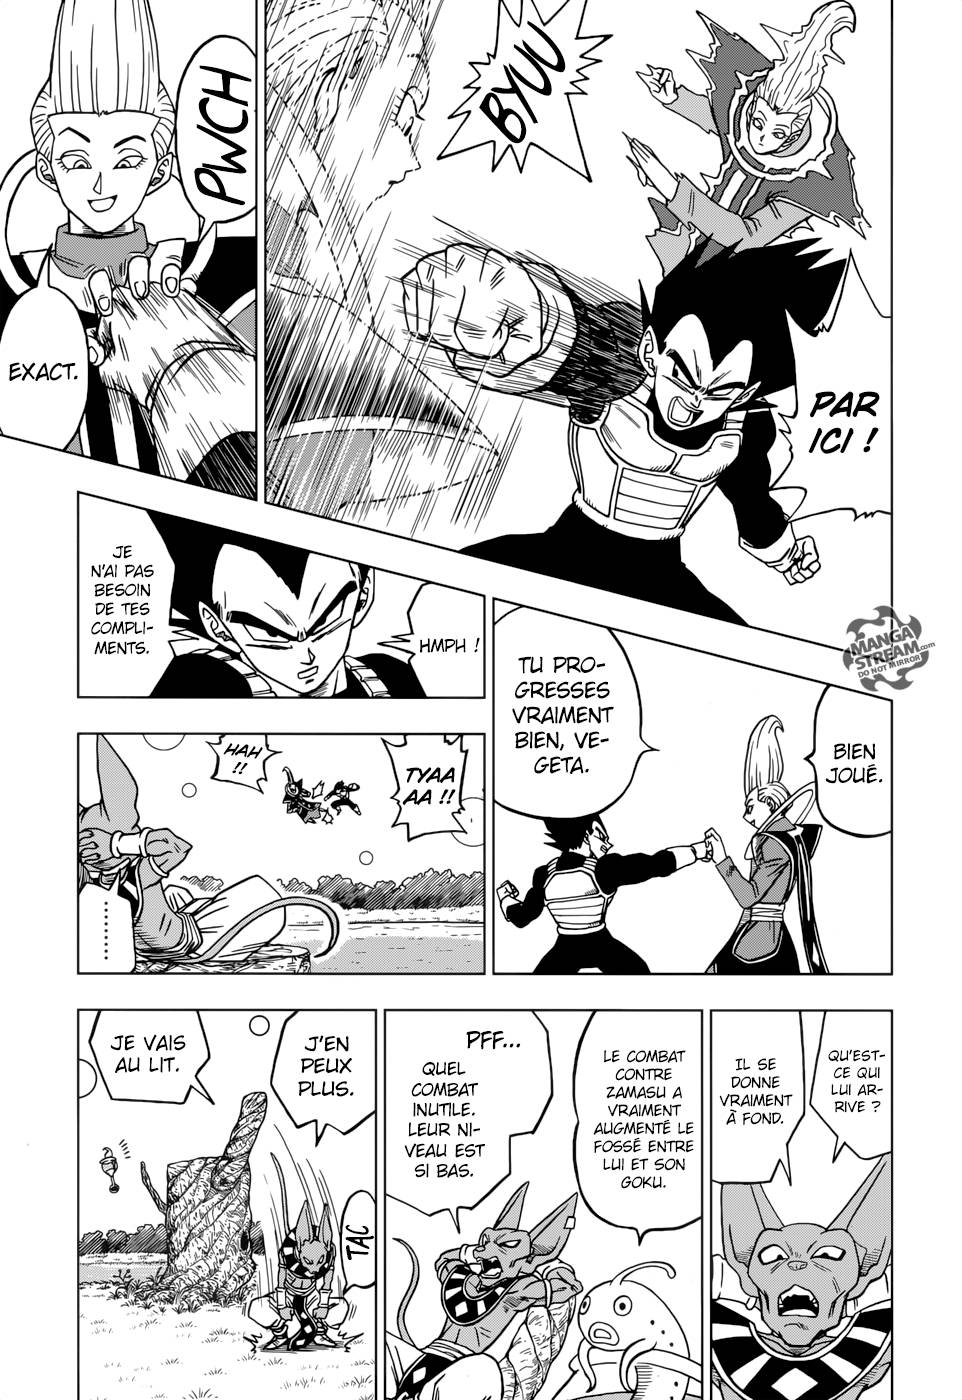 BYUU
PAR
ICI !
PWCH
EXACT.
BIEN
JOUÉ.
TU PRO-
GRESSES
VRAIMENT
BIEN, VE-
GETA.
HMPH !
JE
N'AI PAS
BESOIN
DE TES
COMPLI-
MENTS.
MANGA
STREAM.com
DO NOT MIRROR!
TYAA
AA !!
HAH
!!
.........
QU'EST-
CE QUI
LUI AR-
RIVE ?
IL SE
DONNE
VRAIMENT
À FOND.
LE COMBAT
CONTRE
ZAMASU A
VRAIMENT
AUGMENTÉ LE
FOSSÉ ENTRE
LUI ET SON
GOKU.
PFF...
QUEL
COMBAT
INUTILE.
LEUR NI-
VEAU EST
SI BAS.
J'EN
PEUX
PLUS.
JE VAIS
AU LIT.
TAC